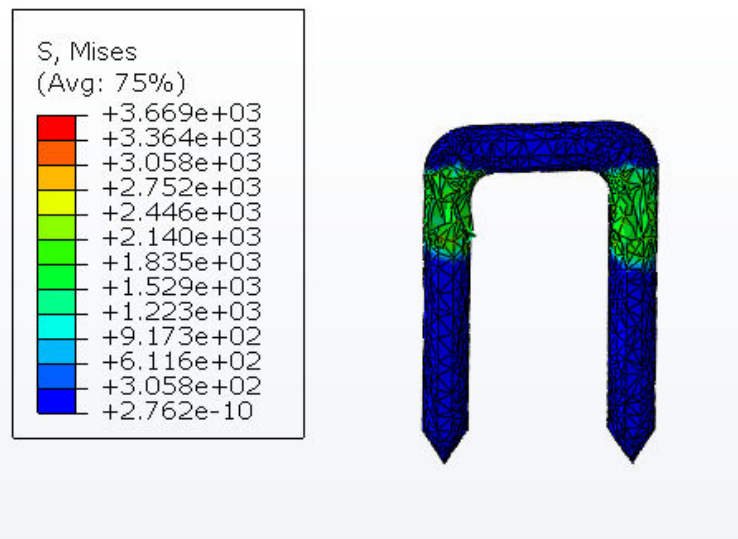 S, Mises
(Avg: 75%)
+3.669e+03
+3.364e+03
+3.058e+03
+2.752e+03
+2.446e+03
+2.140e+03
+1.835e+03
+1.529e+03
+1.223e+03
+9.173e+02
+6.116e+02
+3.058e+02
+2.762e-10